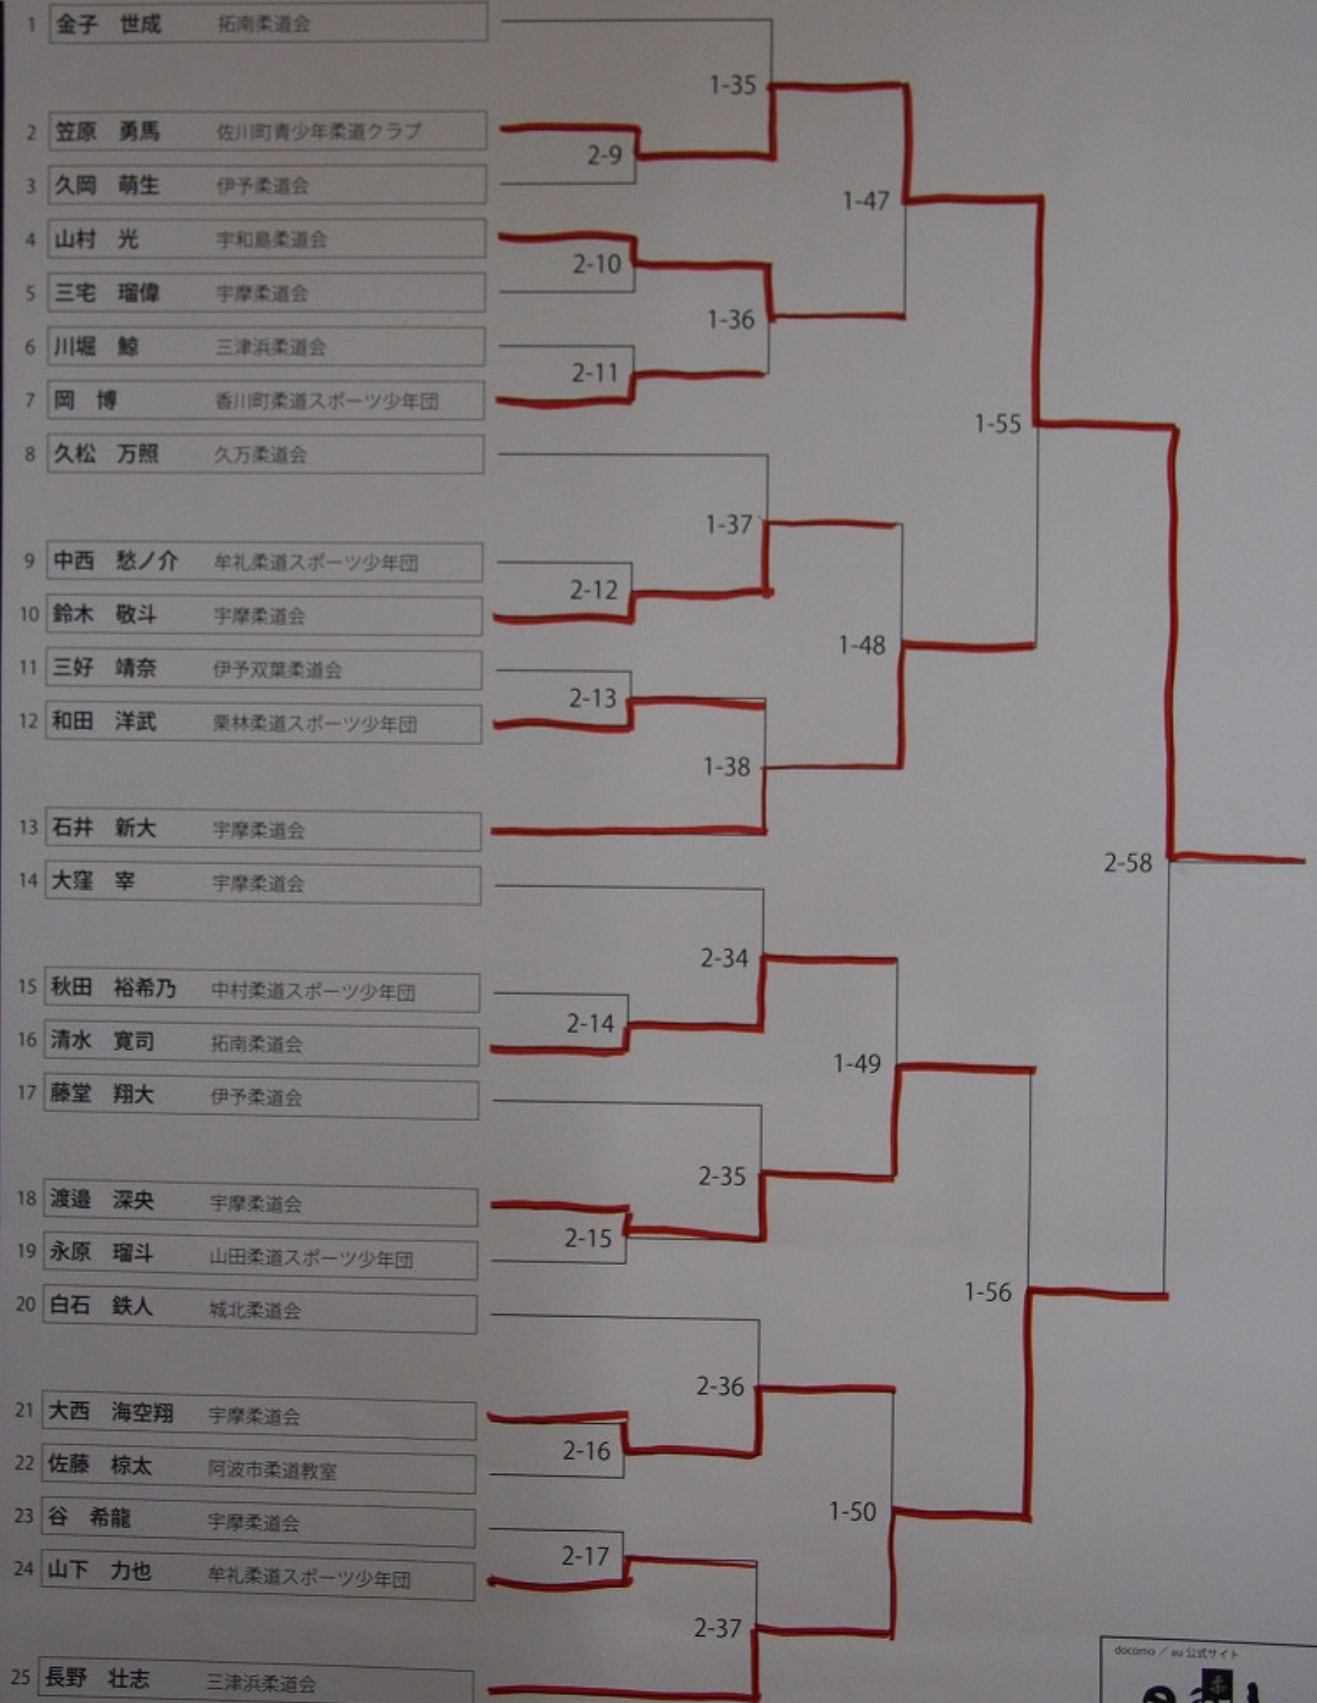 1 金子 世成 拓南柔道会
1-35
2 笠原 勇馬 佐川町青少年柔道クラブ
2-9
3 久岡 萌生 伊予柔道会
1-47
4 山村 光 宇和島柔道会
2-10
5 三宅 瑠偉 宇摩柔道会
1-36
6 川堀 鯨 三津浜柔道会
2-11
7 岡 博 香川町柔道スポーツ少年団
1-55
8 久松 万照 久万柔道会
1-37
9 中西 愁ノ介 牟礼柔道スポーツ少年団
2-12
10 鈴木 敬斗 宇摩柔道会
1-48
11 三好 靖奈 伊予双葉柔道会
2-13
12 和田 洋武 栗林柔道スポーツ少年団
1-38
13 石井 新大 宇摩柔道会
2-58
14 大窪 宰 宇摩柔道会
2-34
15 秋田 裕希乃 中村柔道スポーツ少年団
2-14
16 清水 寛司 拓南柔道会
1-49
17 藤堂 翔大 伊予柔道会
2-35
18 渡邉 深央 宇摩柔道会
2-15
19 永原 瑠斗 山田柔道スポーツ少年団
1-56
20 白石 鉄人 城北柔道会
2-36
21 大西 海空翔 宇摩柔道会
2-16
22 佐藤 椋太 阿波市柔道教室
1-50
23 谷 希龍 宇摩柔道会
2-17
24 山下 力也 牟礼柔道スポーツ少年団
2-37
25 長野 壮志 三津浜柔道会
docomo／au 公式サイト